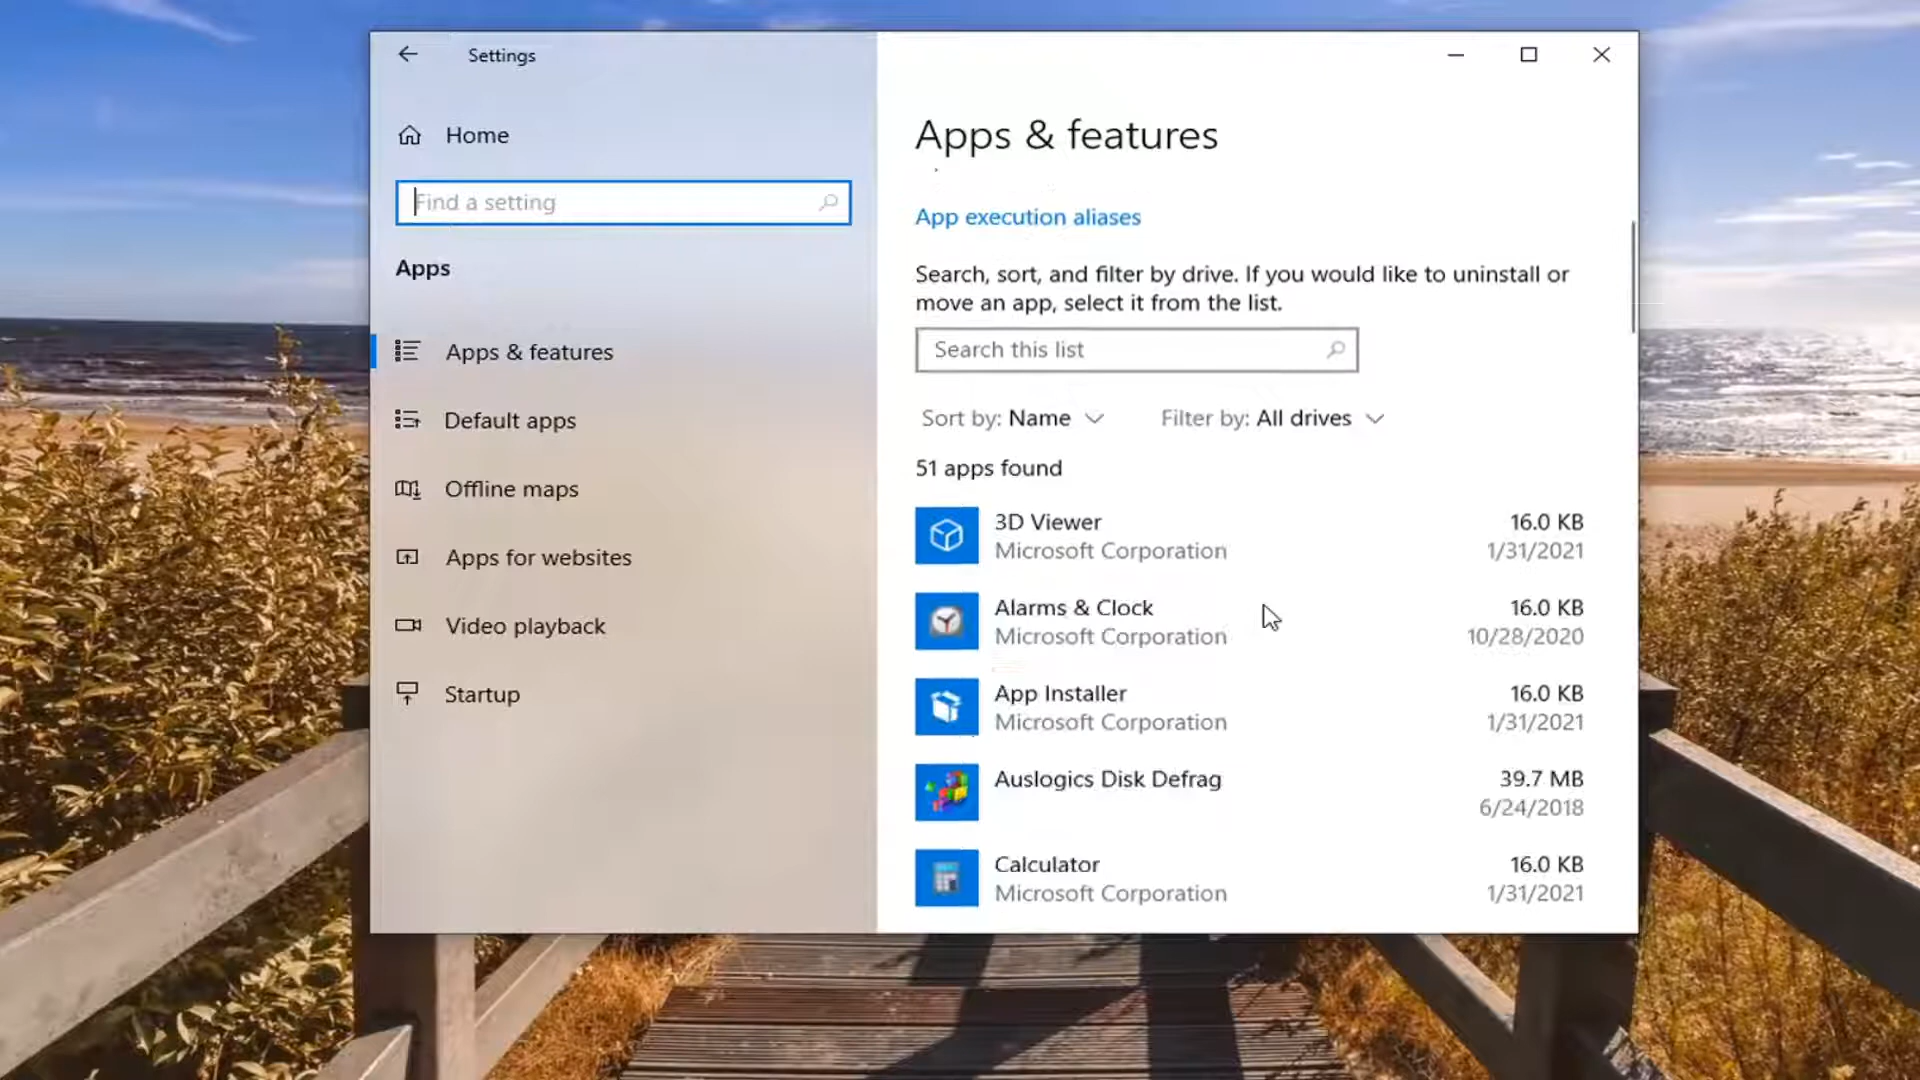 Settings
Home
Find a setting
Apps
Apps & features
Default apps
Offline maps
Apps for websites
Video playback
Startup
Apps & features
App execution aliases
Search, sort, and filter by drive. If you would like to uninstall or
move an app, select it from the list.
Search this list
Sort by: Name
Filter by: All drives
51 apps found
3D Viewer
16.0 KB
Microsoft Corporation
1/31/2021
Alarms & Clock
16.0 KB
Microsoft Corporation
10/28/2020
App Installer
16.0 KB
Microsoft Corporation
1/31/2021
Auslogics Disk Defrag
39.7 MB
6/24/2018
Calculator
16.0 KB
Microsoft Corporation
1/31/2021